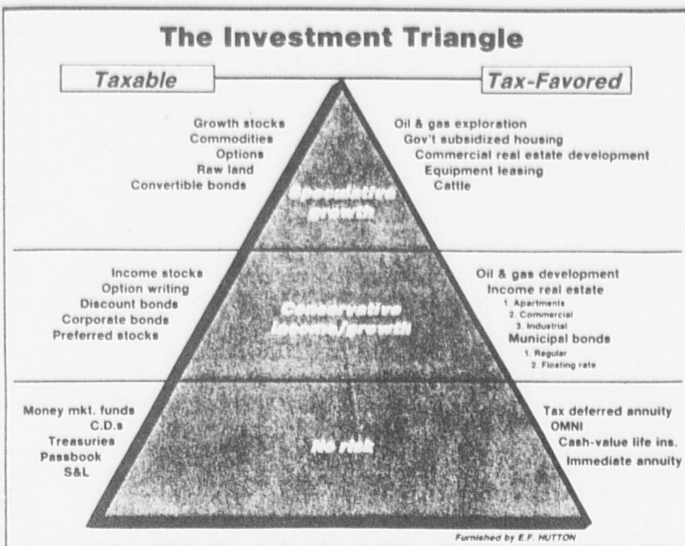 The Investment Triangle
Taxable
Tax-Favored
Growth stocks
Commodities
Options
Raw land
Convertible bonds
Speculative
growth
Oil & gas exploration
Gov't subsidized housing
Commercial real estate development
Equipment leasing
Cattle
Income stocks
Option writing
Discount bonds
Corporate bonds
Preferred stocks
Conservative
Income/growth
Oil & gas development
Income real estate
1. Apartments
2. Commercial
3. Industrial
Municipal bonds
1. Regular
2. Floating rate
Money mkt. funds
C.D.s
Treasuries
Passbook
S&L
No risk
Tax deferred annuity
OMNI
Cash-value life ins.
Immediate annuity
Furnished by E.F. HUTTON